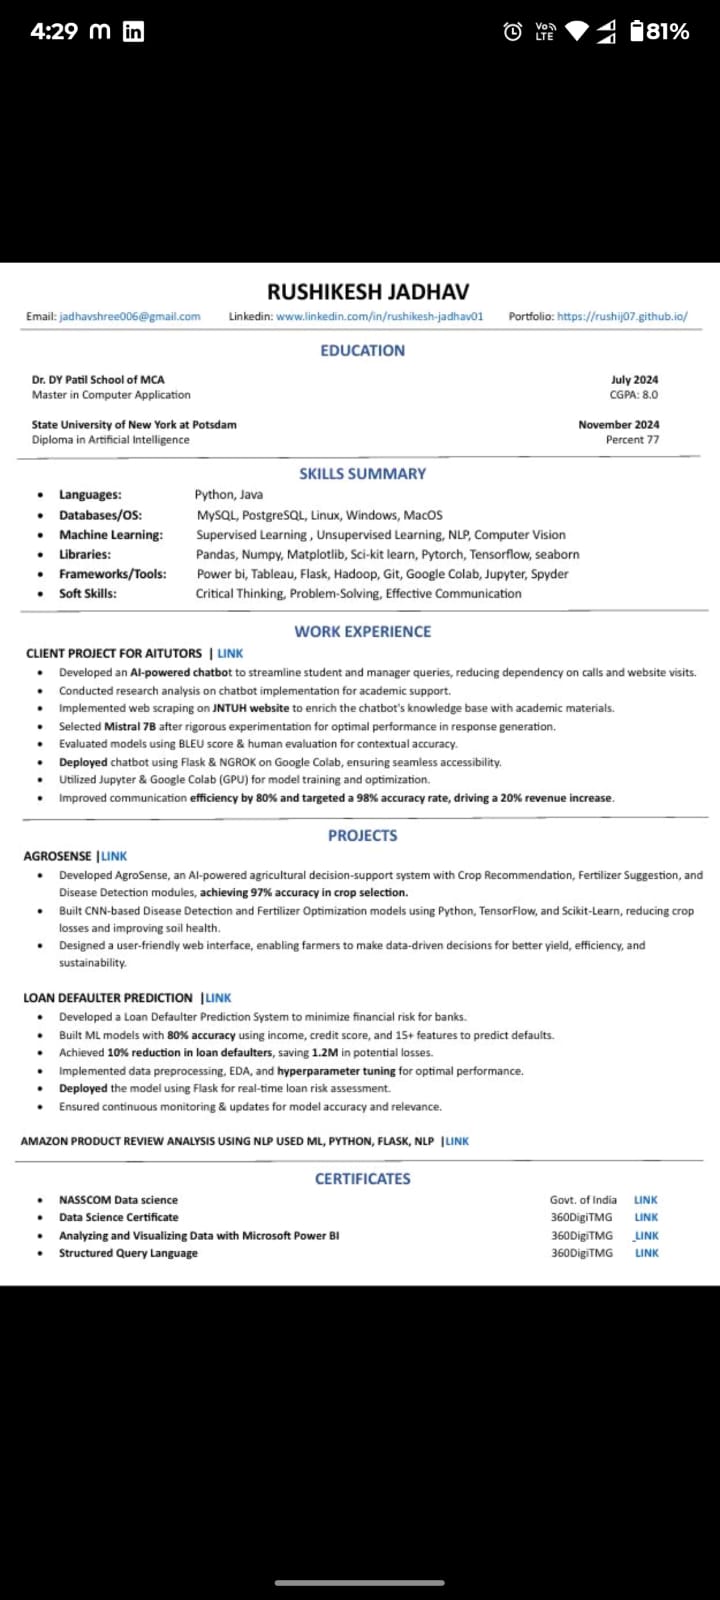 4:29 m in VoLTE 81%
RUSHIKESH JADHAV
Email: jadhavshree006@gmail.com Linkedin: www.linkedin.com/in/rushikesh-jadhav01 Portfolio: https://rushij07.github.io/
EDUCATION
Dr. DY Patil School of MCA July 2024
Master in Computer Application CGPA: 8.0
State University of New York at Potsdam November 2024
Diploma in Artificial Intelligence Percent 77
SKILLS SUMMARY
• Languages: Python, Java
• Databases/OS: MySQL, PostgreSQL, Linux, Windows, MacOS
• Machine Learning: Supervised Learning , Unsupervised Learning, NLP, Computer Vision
• Libraries: Pandas, Numpy, Matplotlib, Sci-kit learn, Pytorch, Tensorflow, seaborn
• Frameworks/Tools: Power bi, Tableau, Flask, Hadoop, Git, Google Colab, Jupyter, Spyder
• Soft Skills: Critical Thinking, Problem-Solving, Effective Communication
WORK EXPERIENCE
CLIENT PROJECT FOR AITUTORS | LINK
• Developed an AI-powered chatbot to streamline student and manager queries, reducing dependency on calls and website visits.
• Conducted research analysis on chatbot implementation for academic support.
• Implemented web scraping on JNTUH website to enrich the chatbot's knowledge base with academic materials.
• Selected Mistral 7B after rigorous experimentation for optimal performance in response generation.
• Evaluated models using BLEU score & human evaluation for contextual accuracy.
• Deployed chatbot using Flask & NGROK on Google Colab, ensuring seamless accessibility.
• Utilized Jupyter & Google Colab (GPU) for model training and optimization.
• Improved communication efficiency by 80% and targeted a 98% accuracy rate, driving a 20% revenue increase.
PROJECTS
AGROSENSE |LINK
• Developed AgroSense, an AI-powered agricultural decision-support system with Crop Recommendation, Fertilizer Suggestion, and
Disease Detection modules, achieving 97% accuracy in crop selection.
• Built CNN-based Disease Detection and Fertilizer Optimization models using Python, TensorFlow, and Scikit-Learn, reducing crop
losses and improving soil health.
• Designed a user-friendly web interface, enabling farmers to make data-driven decisions for better yield, efficiency, and
sustainability.
LOAN DEFAULTER PREDICTION |LINK
• Developed a Loan Defaulter Prediction System to minimize financial risk for banks.
• Built ML models with 80% accuracy using income, credit score, and 15+ features to predict defaults.
• Achieved 10% reduction in loan defaulters, saving 1.2M in potential losses.
• Implemented data preprocessing, EDA, and hyperparameter tuning for optimal performance.
• Deployed the model using Flask for real-time loan risk assessment.
• Ensured continuous monitoring & updates for model accuracy and relevance.
AMAZON PRODUCT REVIEW ANALYSIS USING NLP USED ML, PYTHON, FLASK, NLP |LINK
CERTIFICATES
• NASSCOM Data science Govt. of India LINK
• Data Science Certificate 360DigiTMG LINK
• Analyzing and Visualizing Data with Microsoft Power BI 360DigiTMG LINK
• Structured Query Language 360DigiTMG LINK